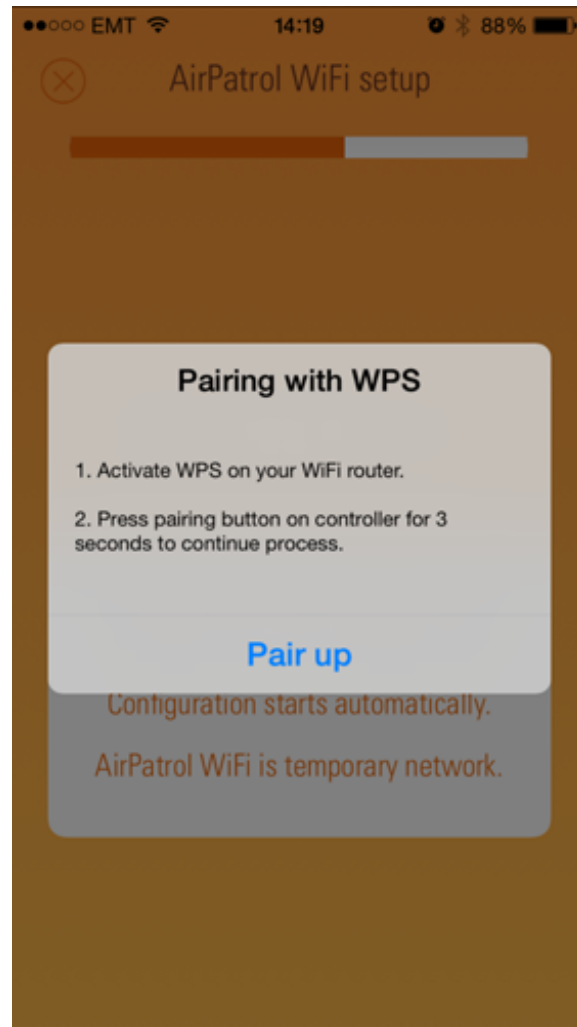 EMT 14:19 88%
AirPatrol WiFi setup
Pairing with WPS
1. Activate WPS on your WiFi router.
2. Press pairing button on controller for 3
seconds to continue process.
Pair up
Configuration starts automatically.
AirPatrol WiFi is temporary network.